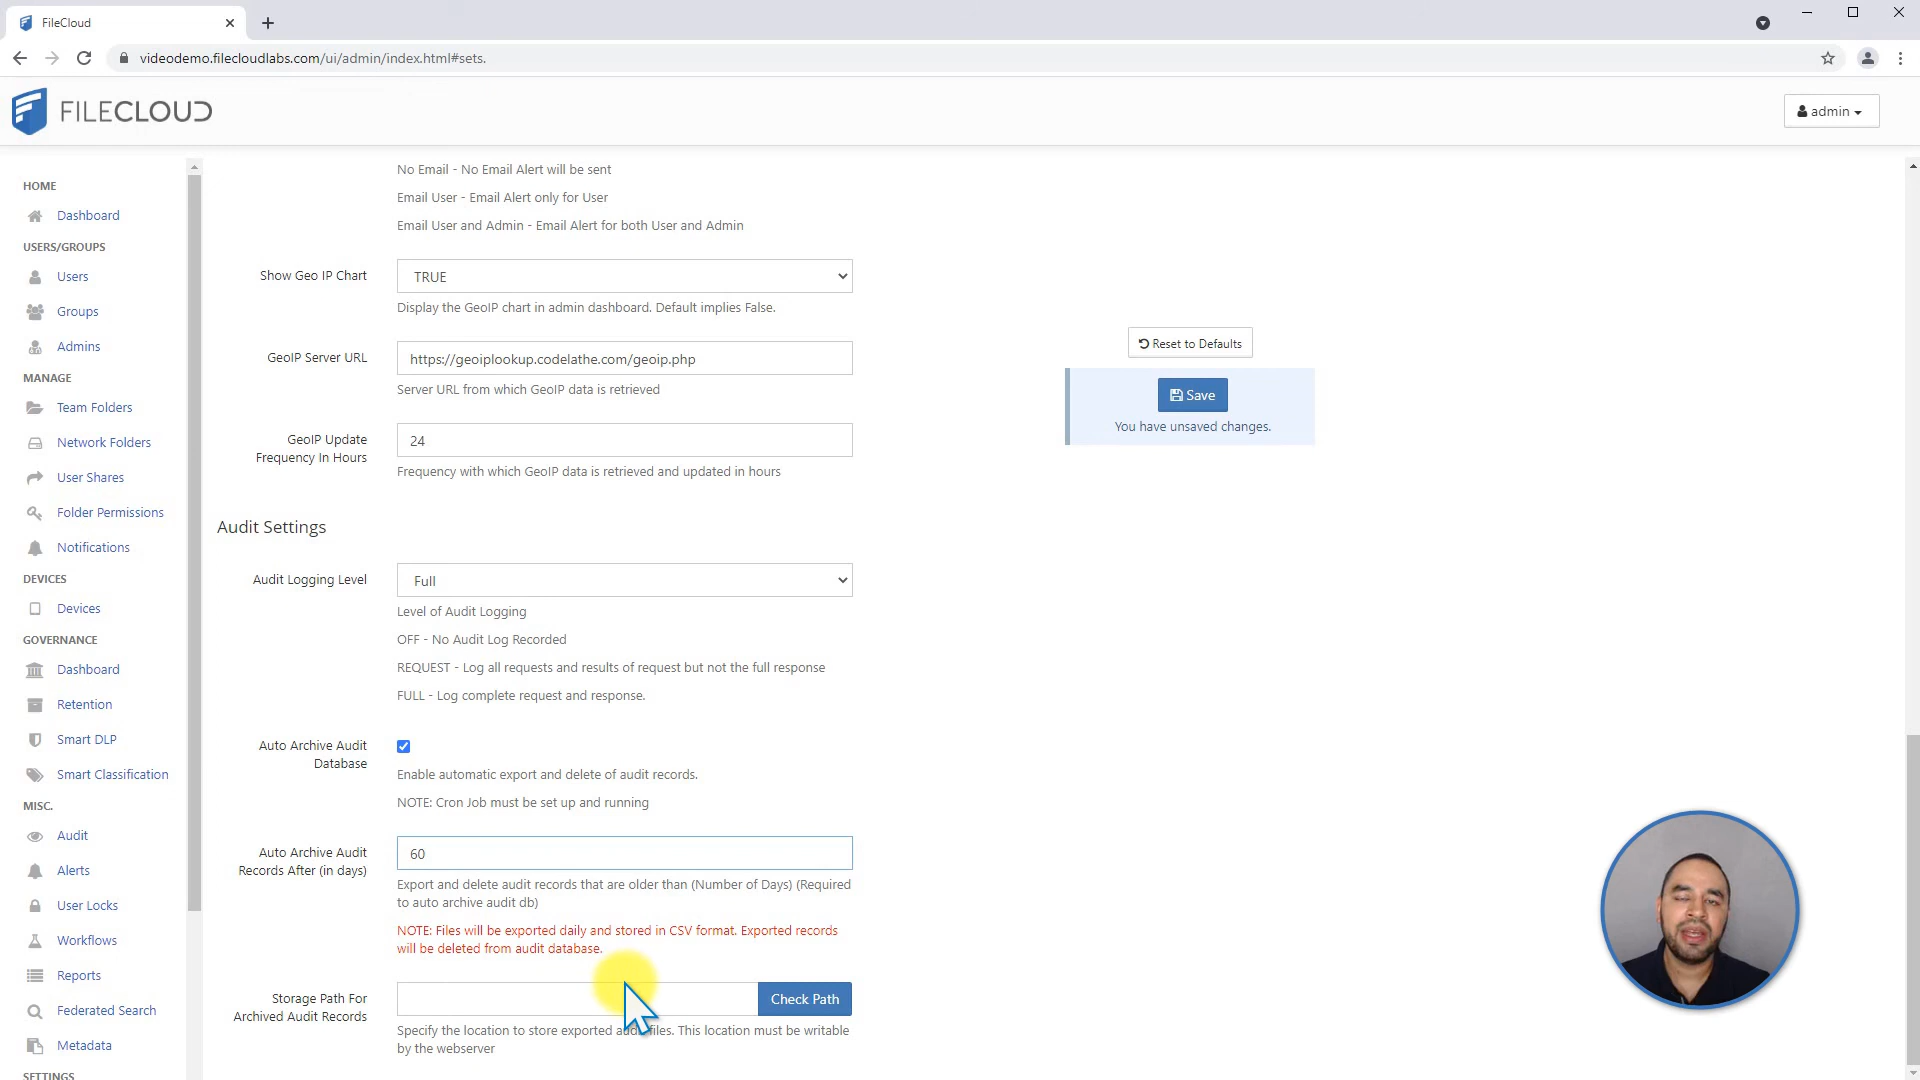 FileCloud
videodemo.filecloudlabs.com/ui/admin/index.html#sets.
FILECLOUD
admin
HOME
Dashboard
USERS/GROUPS
Users
Groups
Admins
MANAGE
Team Folders
Network Folders
User Shares
Folder Permissions
Notifications
DEVICES
Devices
GOVERNANCE
Dashboard
Retention
Smart DLP
Smart Classification
MISC.
Audit
Alerts
User Locks
Workflows
Reports
Federated Search
Metadata
SETTINGS
No Email - No Email Alert will be sent
Email User - Email Alert only for User
Email User and Admin - Email Alert for both User and Admin
Show Geo IP Chart
TRUE
Display the GeoIP chart in admin dashboard. Default implies False.
GeoIP Server URL
https://geoiplookup.codelathe.com/geoip.php
Server URL from which GeoIP data is retrieved
GeoIP Update
Frequency In Hours
24
Frequency with which GeoIP data is retrieved and updated in hours
Reset to Defaults
Save
You have unsaved changes.
Audit Settings
Audit Logging Level
Full
Level of Audit Logging
OFF - No Audit Log Recorded
REQUEST - Log all requests and results of request but not the full response
FULL - Log complete request and response.
Auto Archive Audit
Database
Enable automatic export and delete of audit records.
NOTE: Cron Job must be set up and running
Auto Archive Audit
Records After (in days)
60
Export and delete audit records that are older than (Number of Days) (Required
to auto archive audit db)
NOTE: Files will be exported daily and stored in CSV format. Exported records
will be deleted from audit database.
Storage Path For
Archived Audit Records
Check Path
Specify the location to store exported audit files. This location must be writable
by the webserver